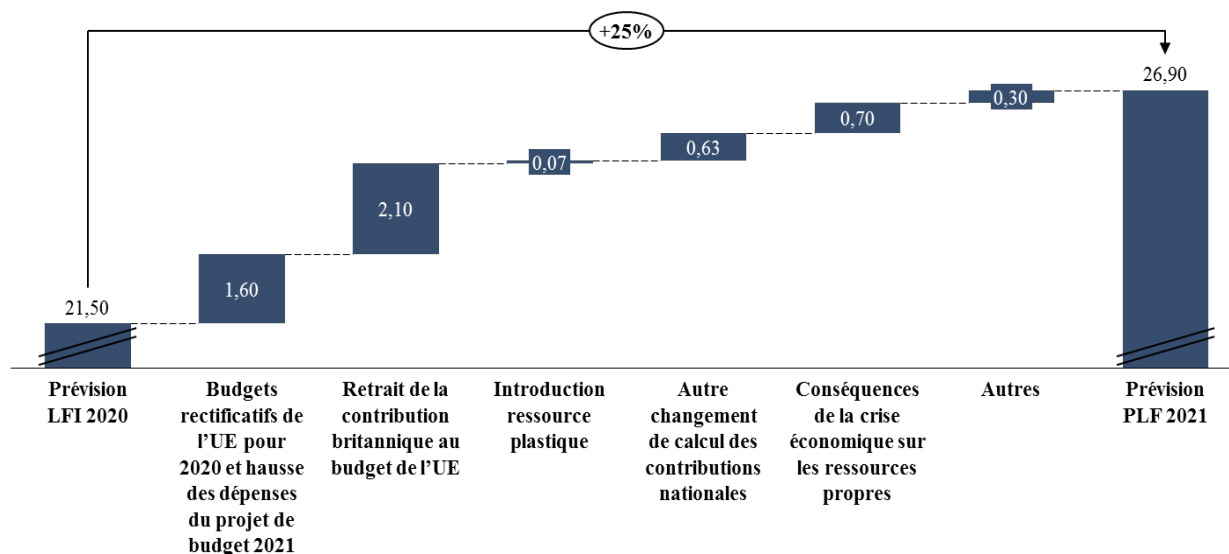 +25%
26,90
0,30
0,70
0,63
0,07
2,10
1,60
21,50
Prévision
LFI 2020
Budgets
rectificatifs de
l’UE pour
2020 et hausse
des dépenses
du projet de
budget 2021
Retrait de la
contribution
britannique au
budget de l’UE
Introduction
ressource
plastique
Autre
changement
de calcul des
contributions
nationales
Conséquences
de la crise
économique sur
les ressources
propres
Autres
Prévision
PLF 2021